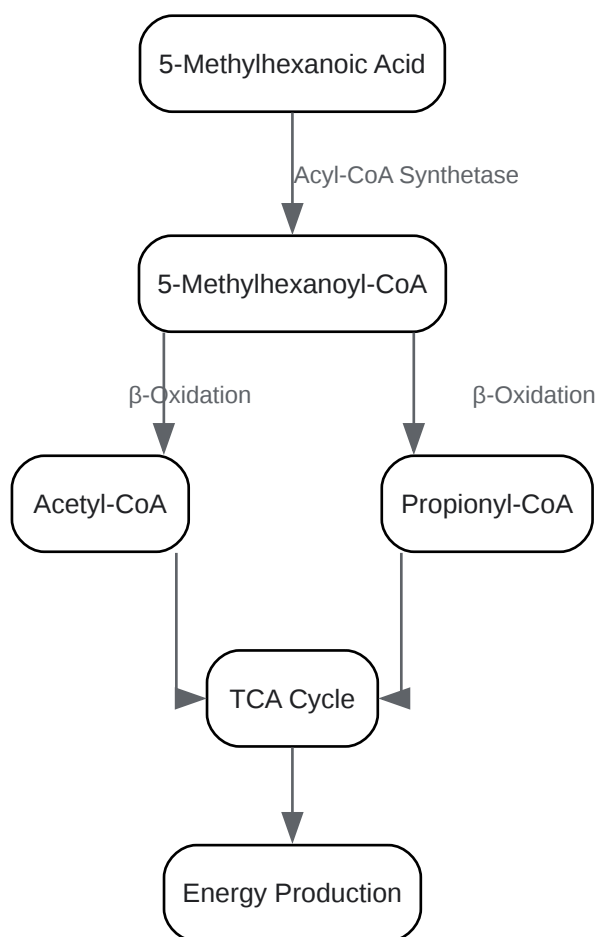 5-Methylhexanoic Acid
Acyl-CoA Synthetase
5-Methylhexanoyl-CoA
β-Oxidation
β-Oxidation
Acetyl-CoA
Propionyl-CoA
TCA Cycle
Energy Production